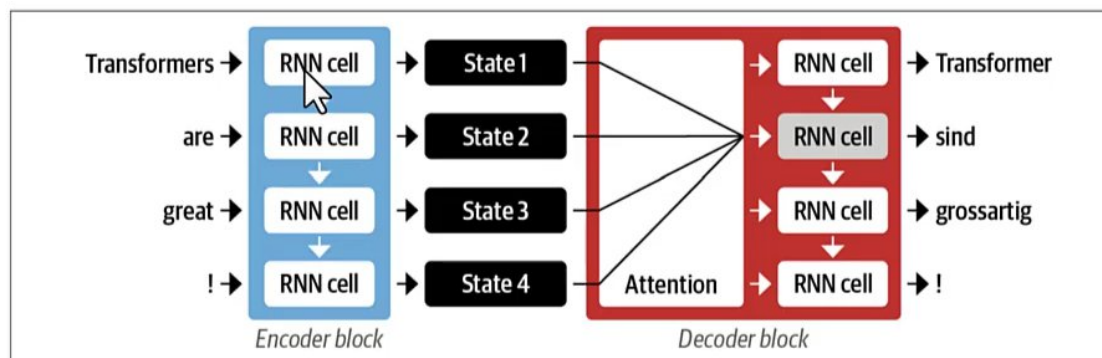 Transformers RNN cell State 1 RNN cell Transformer
are RNN cell State 2 RNN cell sind
great RNN cell State 3 RNN cell grossartig
! RNN cell State 4 Attention RNN cell !
Encoder block Decoder block